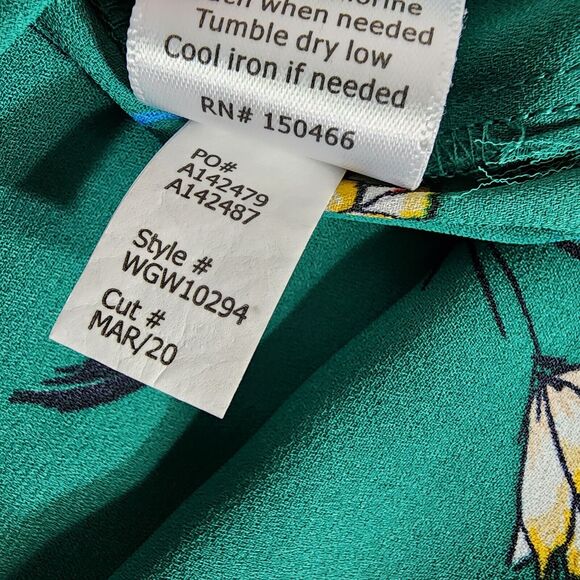 when needed
Tumble dry low
Cool iron if needed
RN# 150466
PO#
A142479
A142487
Style #
WGW10294
Cut #
MAR/20